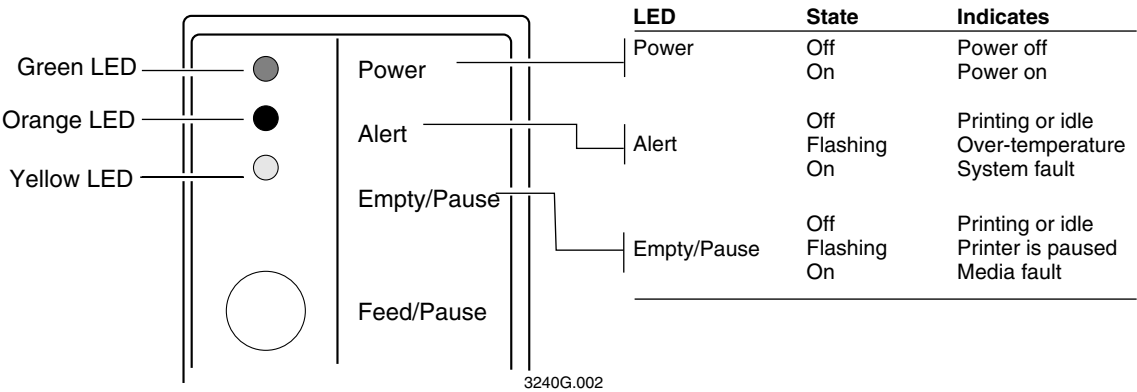 LED State Indicates
Green LED
Orange LED
Yellow LED
Power
Alert
Empty/Pause
Feed/Pause
Power Off Power off
On Power on
Off Printing or idle
Alert Flashing Over-temperature
On System fault
Off Printing or idle
Empty/Pause Flashing Printer is paused
On Media fault
3240G.002